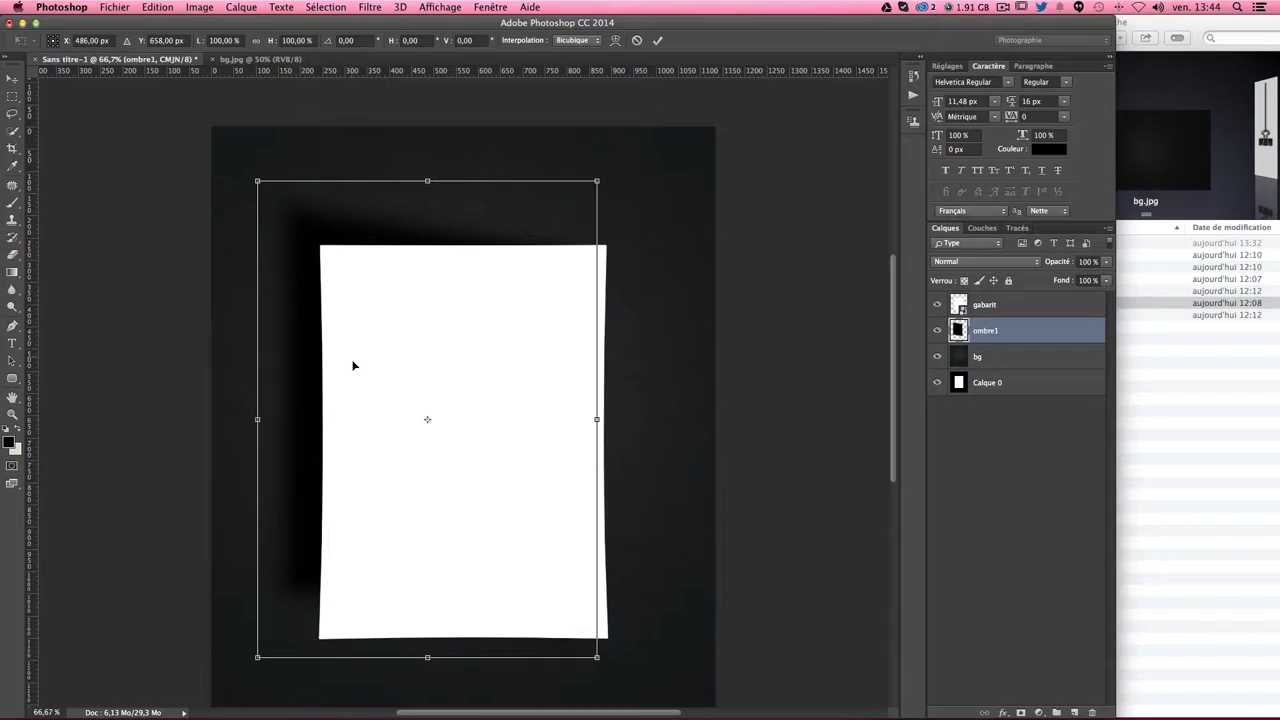 Photoshop Fichier Edition Image Calque Texte Sélection Filtre 3D Affichage Fenêtre Aide 2 1.91 GB ven. 13:44
Adobe Photoshop CC 2014
X: 486,00 px Y: 658,00 px L: 100,00 % H: 100,00 % 0,00 ° H: 0,00 ° V: 0,00 ° Interpolation : Bicubique Photographie
× Sans titre-1 @ 66,7% (ombre1, CMJN/8) * × bg.jpg @ 50% (RVB/8)
Réglages Caractère Paragraphe
Helvetica Regular Regular
11,48 px 16 px
Métrique 0
100 % 100 %
0 px Couleur :
Français Nette
Calques Couches Tracés
Type
Normal Opacité : 100 %
Verrou : Fond : 100 %
gabarit
ombre1
bg
Calque 0
bg.jpg
Date de modification
aujourd'hui 13:32
aujourd'hui 12:10
aujourd'hui 12:10
aujourd'hui 12:07
aujourd'hui 12:12
aujourd'hui 12:08
aujourd'hui 12:12
66,67 % Doc : 6,13 Mo/29,3 Mo